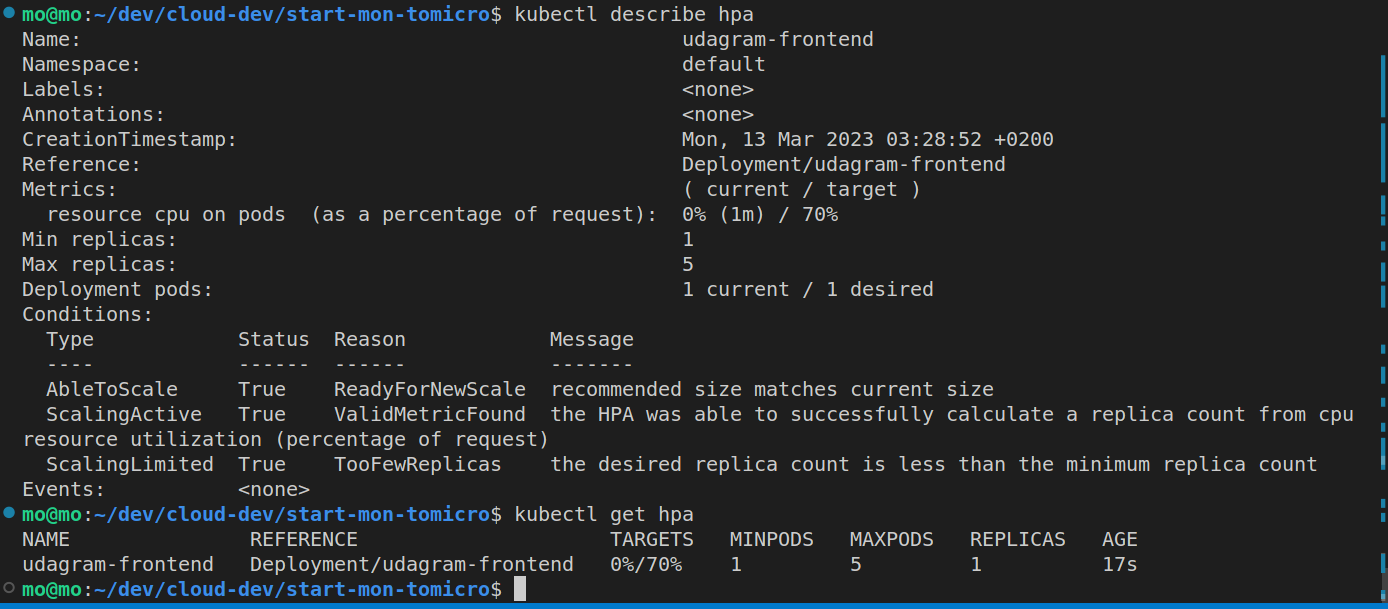 mo@mo:~/dev/cloud-dev/start-mon-tomicro$ kubectl describe hpa
Name:                                                  udagram-frontend
Namespace:                                             default
Labels:                                                <none>
Annotations:                                           <none>
CreationTimestamp:                                     Mon, 13 Mar 2023 03:28:52 +0200
Reference:                                             Deployment/udagram-frontend
Metrics:                                               ( current / target )
  resource cpu on pods  (as a percentage of request):  0% (1m) / 70%
Min replicas:                                          1
Max replicas:                                          5
Deployment pods:                                       1 current / 1 desired
Conditions:
  Type            Status  Reason            Message
  ----            ------  ------            -------
  AbleToScale     True    ReadyForNewScale  recommended size matches current size
  ScalingActive   True    ValidMetricFound  the HPA was able to successfully calculate a replica count from cpu
resource utilization (percentage of request)
  ScalingLimited  True    TooFewReplicas    the desired replica count is less than the minimum replica count
Events:           <none>
mo@mo:~/dev/cloud-dev/start-mon-tomicro$ kubectl get hpa
NAME               REFERENCE                     TARGETS   MINPODS   MAXPODS   REPLICAS   AGE
udagram-frontend   Deployment/udagram-frontend   0%/70%    1         5         1          17s
mo@mo:~/dev/cloud-dev/start-mon-tomicro$